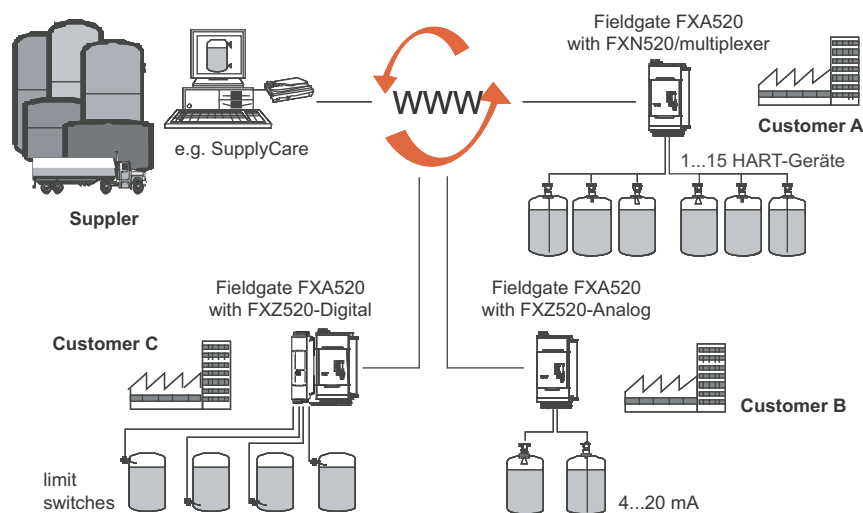 Fieldgate FXA520
with FXN520/multiplexer
WWW
Customer A
e.g. SupplyCare
1...15 HART-Geräte
Suppler
Fieldgate FXA520
with FXZ520-Digital
Fieldgate FXA520
with FXZ520-Analog
Customer C
Customer B
limit
switches
4...20 mA